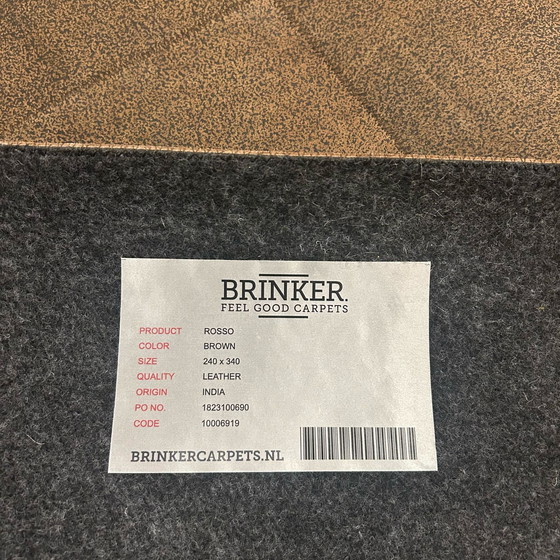 BRINKER.
FEEL GOOD CARPETS
PRODUCT ROSSO
COLOR BROWN
SIZE 240 x 340
QUALITY LEATHER
ORIGIN INDIA
PO NO. 1823100690
CODE 10006919
BRINKERCARPETS.NL